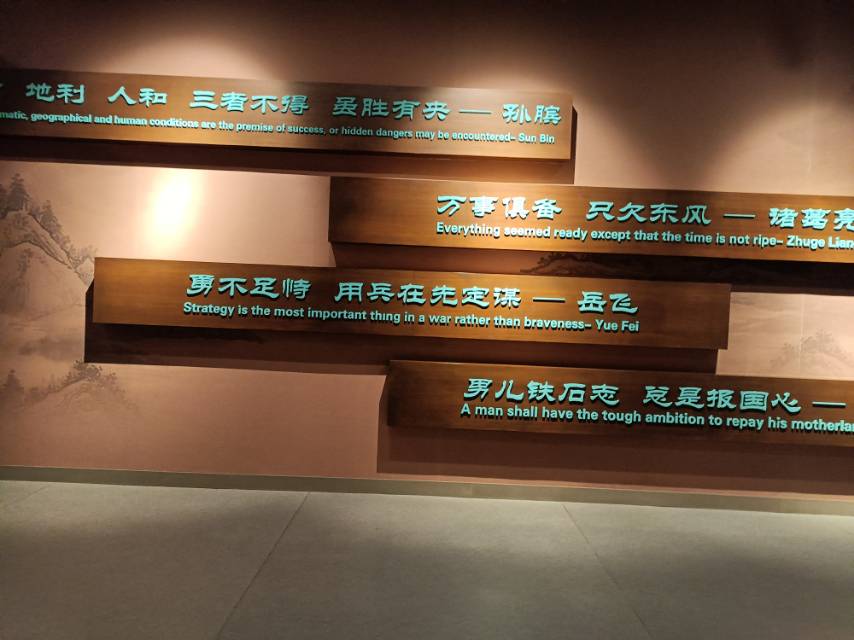 地利 人和 三者不得 虽胜有央 — 孙膑
geographical and human conditions are the premise of success, or hidden dangers may be encountered– Sun Bin
万事俱备 只欠东风 — 诸葛亮
Everything seemed ready except that the time is not ripe– Zhuge Lian
勇不足恃 用兵在先定谋 — 岳飞
Strategy is the most important thing in a war rather than braveness– Yue Fei
男儿铁石志 总是报国心 —
A man shall have the tough ambition to repay his motherlan